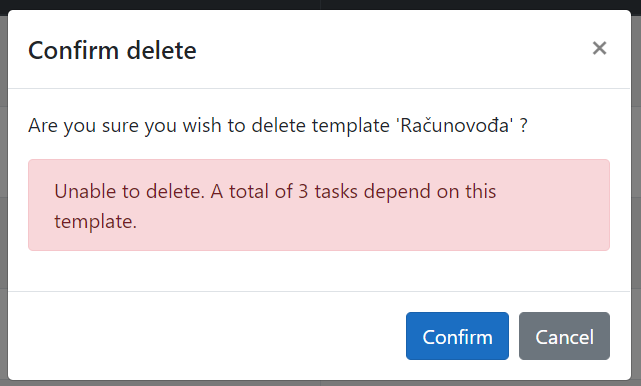 Confirm delete
×
Are you sure you wish to delete template 'Računovođa' ?
Unable to delete. A total of 3 tasks depend on this
template.
Confirm
Cancel